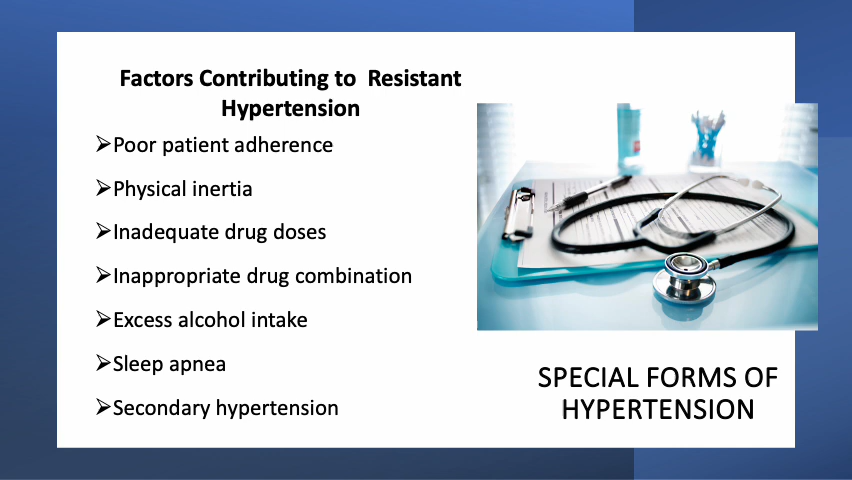 Factors Contributing to  Resistant
Hypertension
➢Poor patient adherence
➢Physical inertia
➢Inadequate drug doses
➢Inappropriate drug combination
➢Excess alcohol intake
➢Sleep apnea
➢Secondary hypertension
SPECIAL FORMS OF
HYPERTENSION